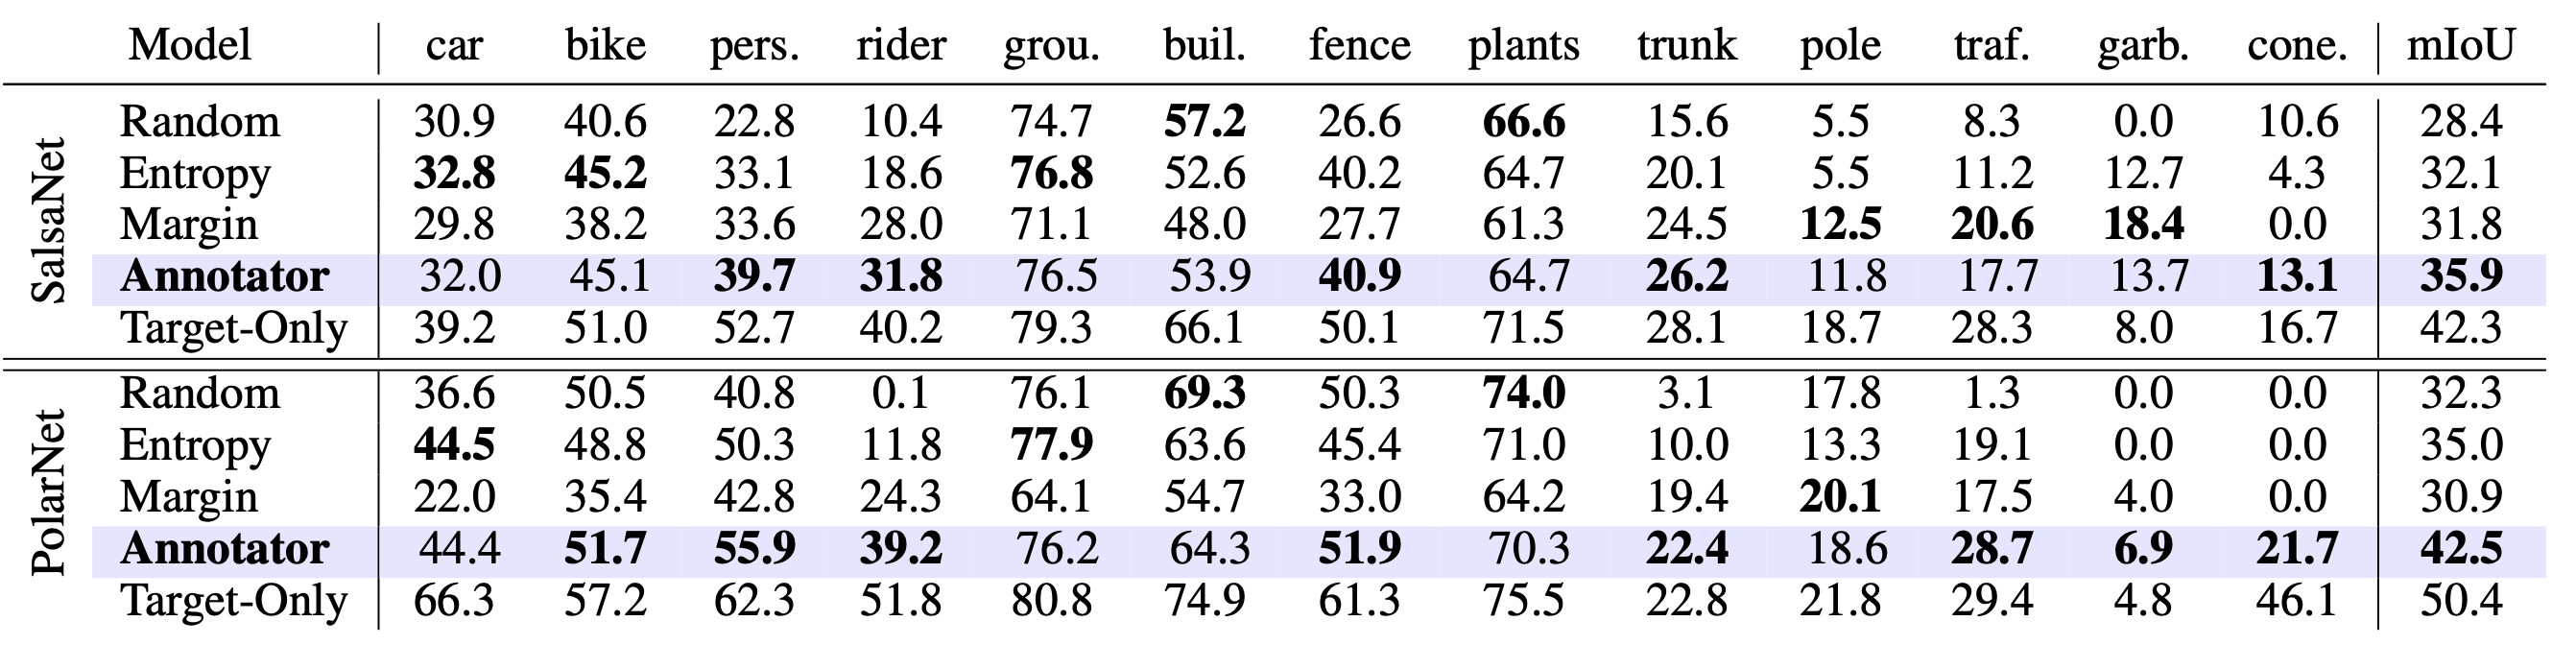 Model car bike pers. rider grou. buil. fence plants trunk pole traf. garb. cone. mIoU
SalsaNet
Random 30.9 40.6 22.8 10.4 74.7 57.2 26.6 66.6 15.6 5.5 8.3 0.0 10.6 28.4
Entropy 32.8 45.2 33.1 18.6 76.8 52.6 40.2 64.7 20.1 5.5 11.2 12.7 4.3 32.1
Margin 29.8 38.2 33.6 28.0 71.1 48.0 27.7 61.3 24.5 12.5 20.6 18.4 0.0 31.8
Annotator 32.0 45.1 39.7 31.8 76.5 53.9 40.9 64.7 26.2 11.8 17.7 13.7 13.1 35.9
Target-Only 39.2 51.0 52.7 40.2 79.3 66.1 50.1 71.5 28.1 18.7 28.3 8.0 16.7 42.3
PolarNet
Random 36.6 50.5 40.8 0.1 76.1 69.3 50.3 74.0 3.1 17.8 1.3 0.0 0.0 32.3
Entropy 44.5 48.8 50.3 11.8 77.9 63.6 45.4 71.0 10.0 13.3 19.1 0.0 0.0 35.0
Margin 22.0 35.4 42.8 24.3 64.1 54.7 33.0 64.2 19.4 20.1 17.5 4.0 0.0 30.9
Annotator 44.4 51.7 55.9 39.2 76.2 64.3 51.9 70.3 22.4 18.6 28.7 6.9 21.7 42.5
Target-Only 66.3 57.2 62.3 51.8 80.8 74.9 61.3 75.5 22.8 21.8 29.4 4.8 46.1 50.4